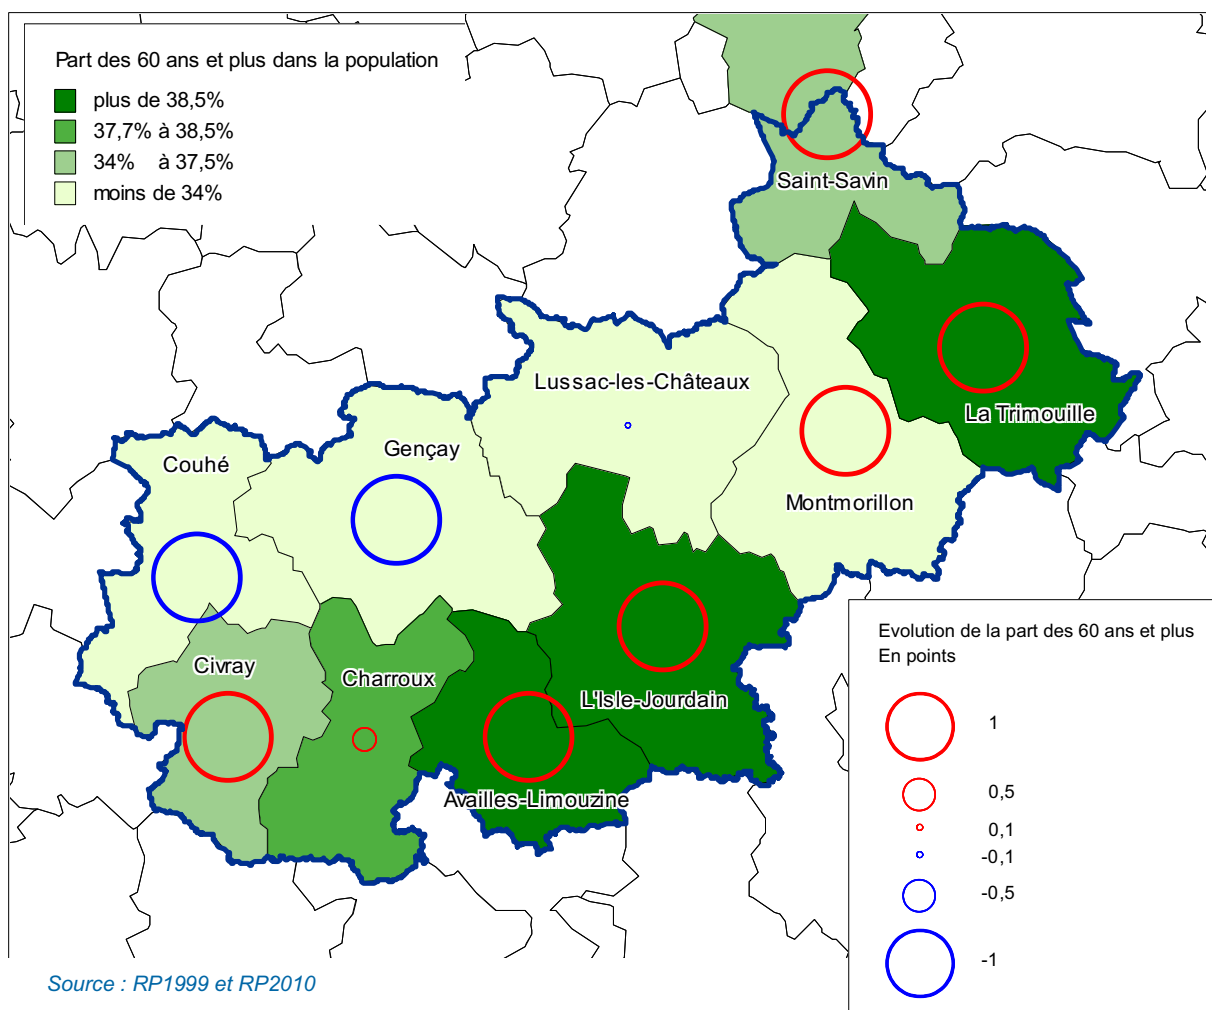 Part des 60 ans et plus dans la population
plus de 38,5%
37,7% à 38,5%
34% à 37,5%
moins de 34%
Saint-Savin
La Trimouille
Lussac-les-Châteaux
Gençay
Couhé
Montmorillon
Civray
Charroux
L'Isle-Jourdain
Availles-Limouzine
Evolution de la part des 60 ans et plus
En points
1
0,5
0,1
-0,1
-0,5
-1
Source : RP1999 et RP2010